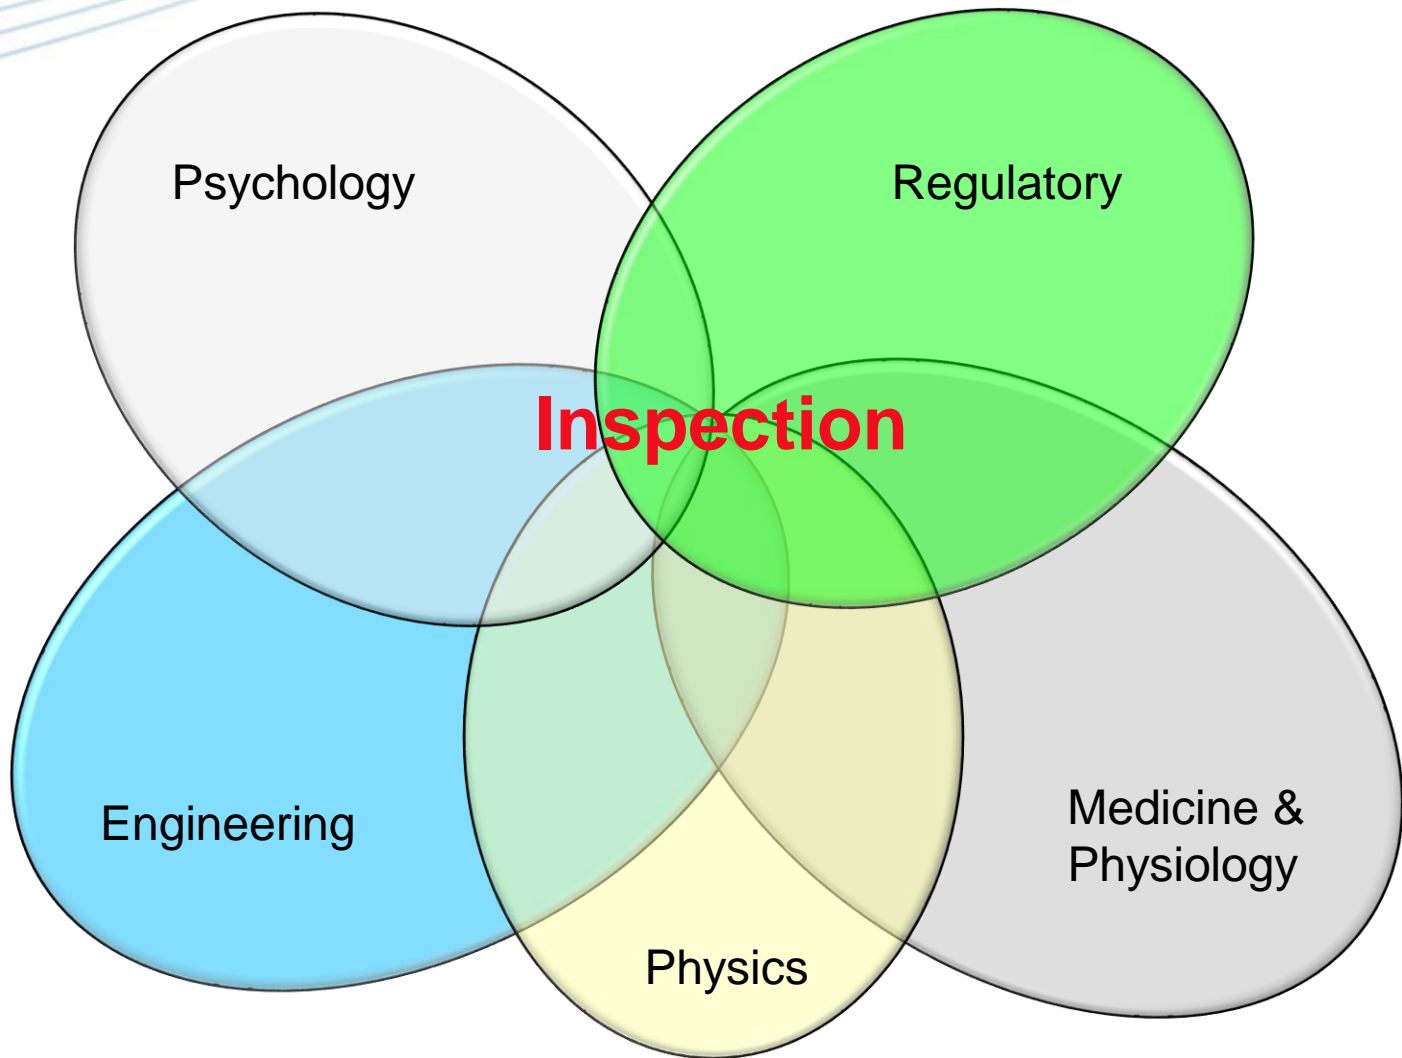 Psychology
Regulatory
Inspection
Engineering
Medicine &
Physiology
Physics